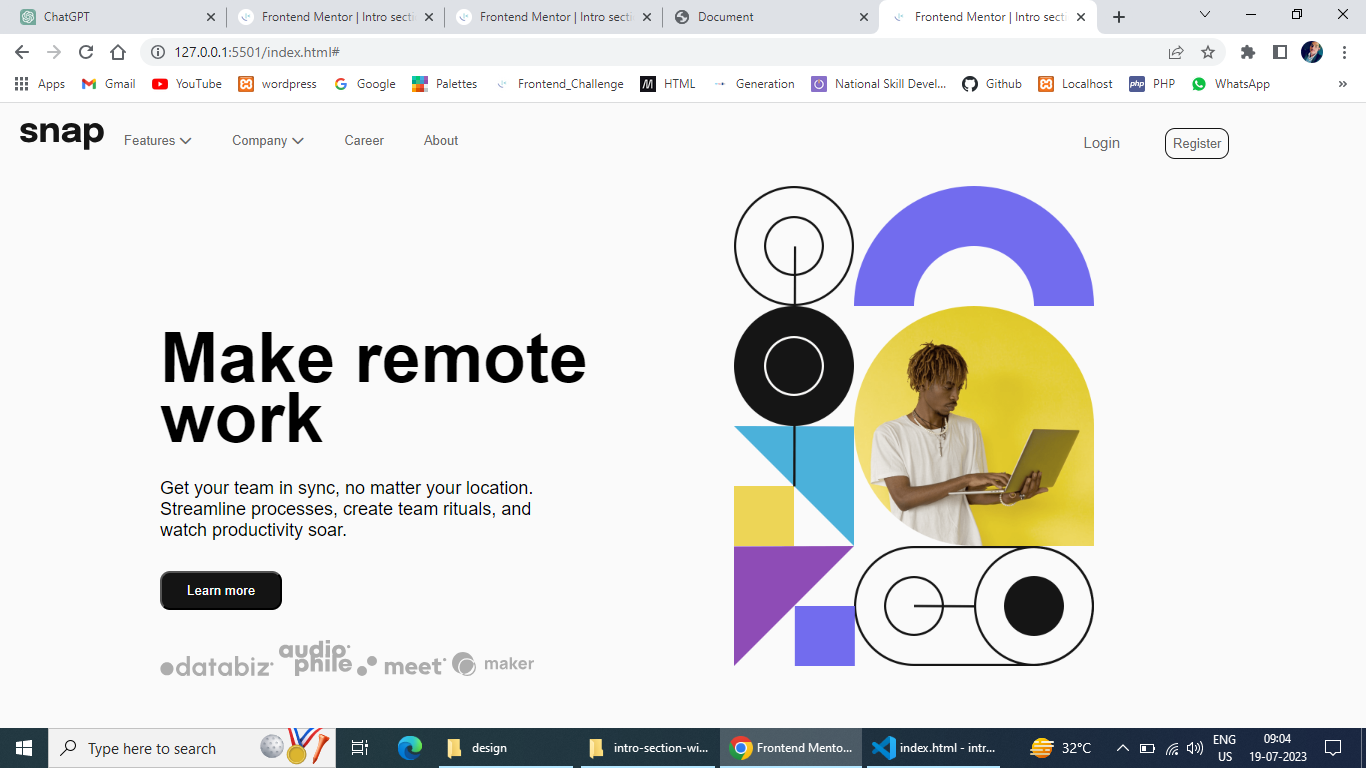 ChatGPT
Frontend Mentor | Intro secti
Frontend Mentor | Intro secti
Document
Frontend Mentor | Intro secti
127.0.0.1:5501/index.html#
Apps
Gmail
YouTube
wordpress
Google
Palettes
Frontend_Challenge
HTML
Generation
National Skill Devel...
Github
Localhost
php
PHP
WhatsApp
»
snap
Features
Company
Career
About
Login
Register
Make remote
work
Get your team in sync, no matter your location.
Streamline processes, create team rituals, and
watch productivity soar.
Learn more
databiz
audio
phile
meet
maker
Type here to search
design
intro-section-wi...
Frontend Mento...
index.html - intr...
32°C
ENG
US
09:04
19-07-2023